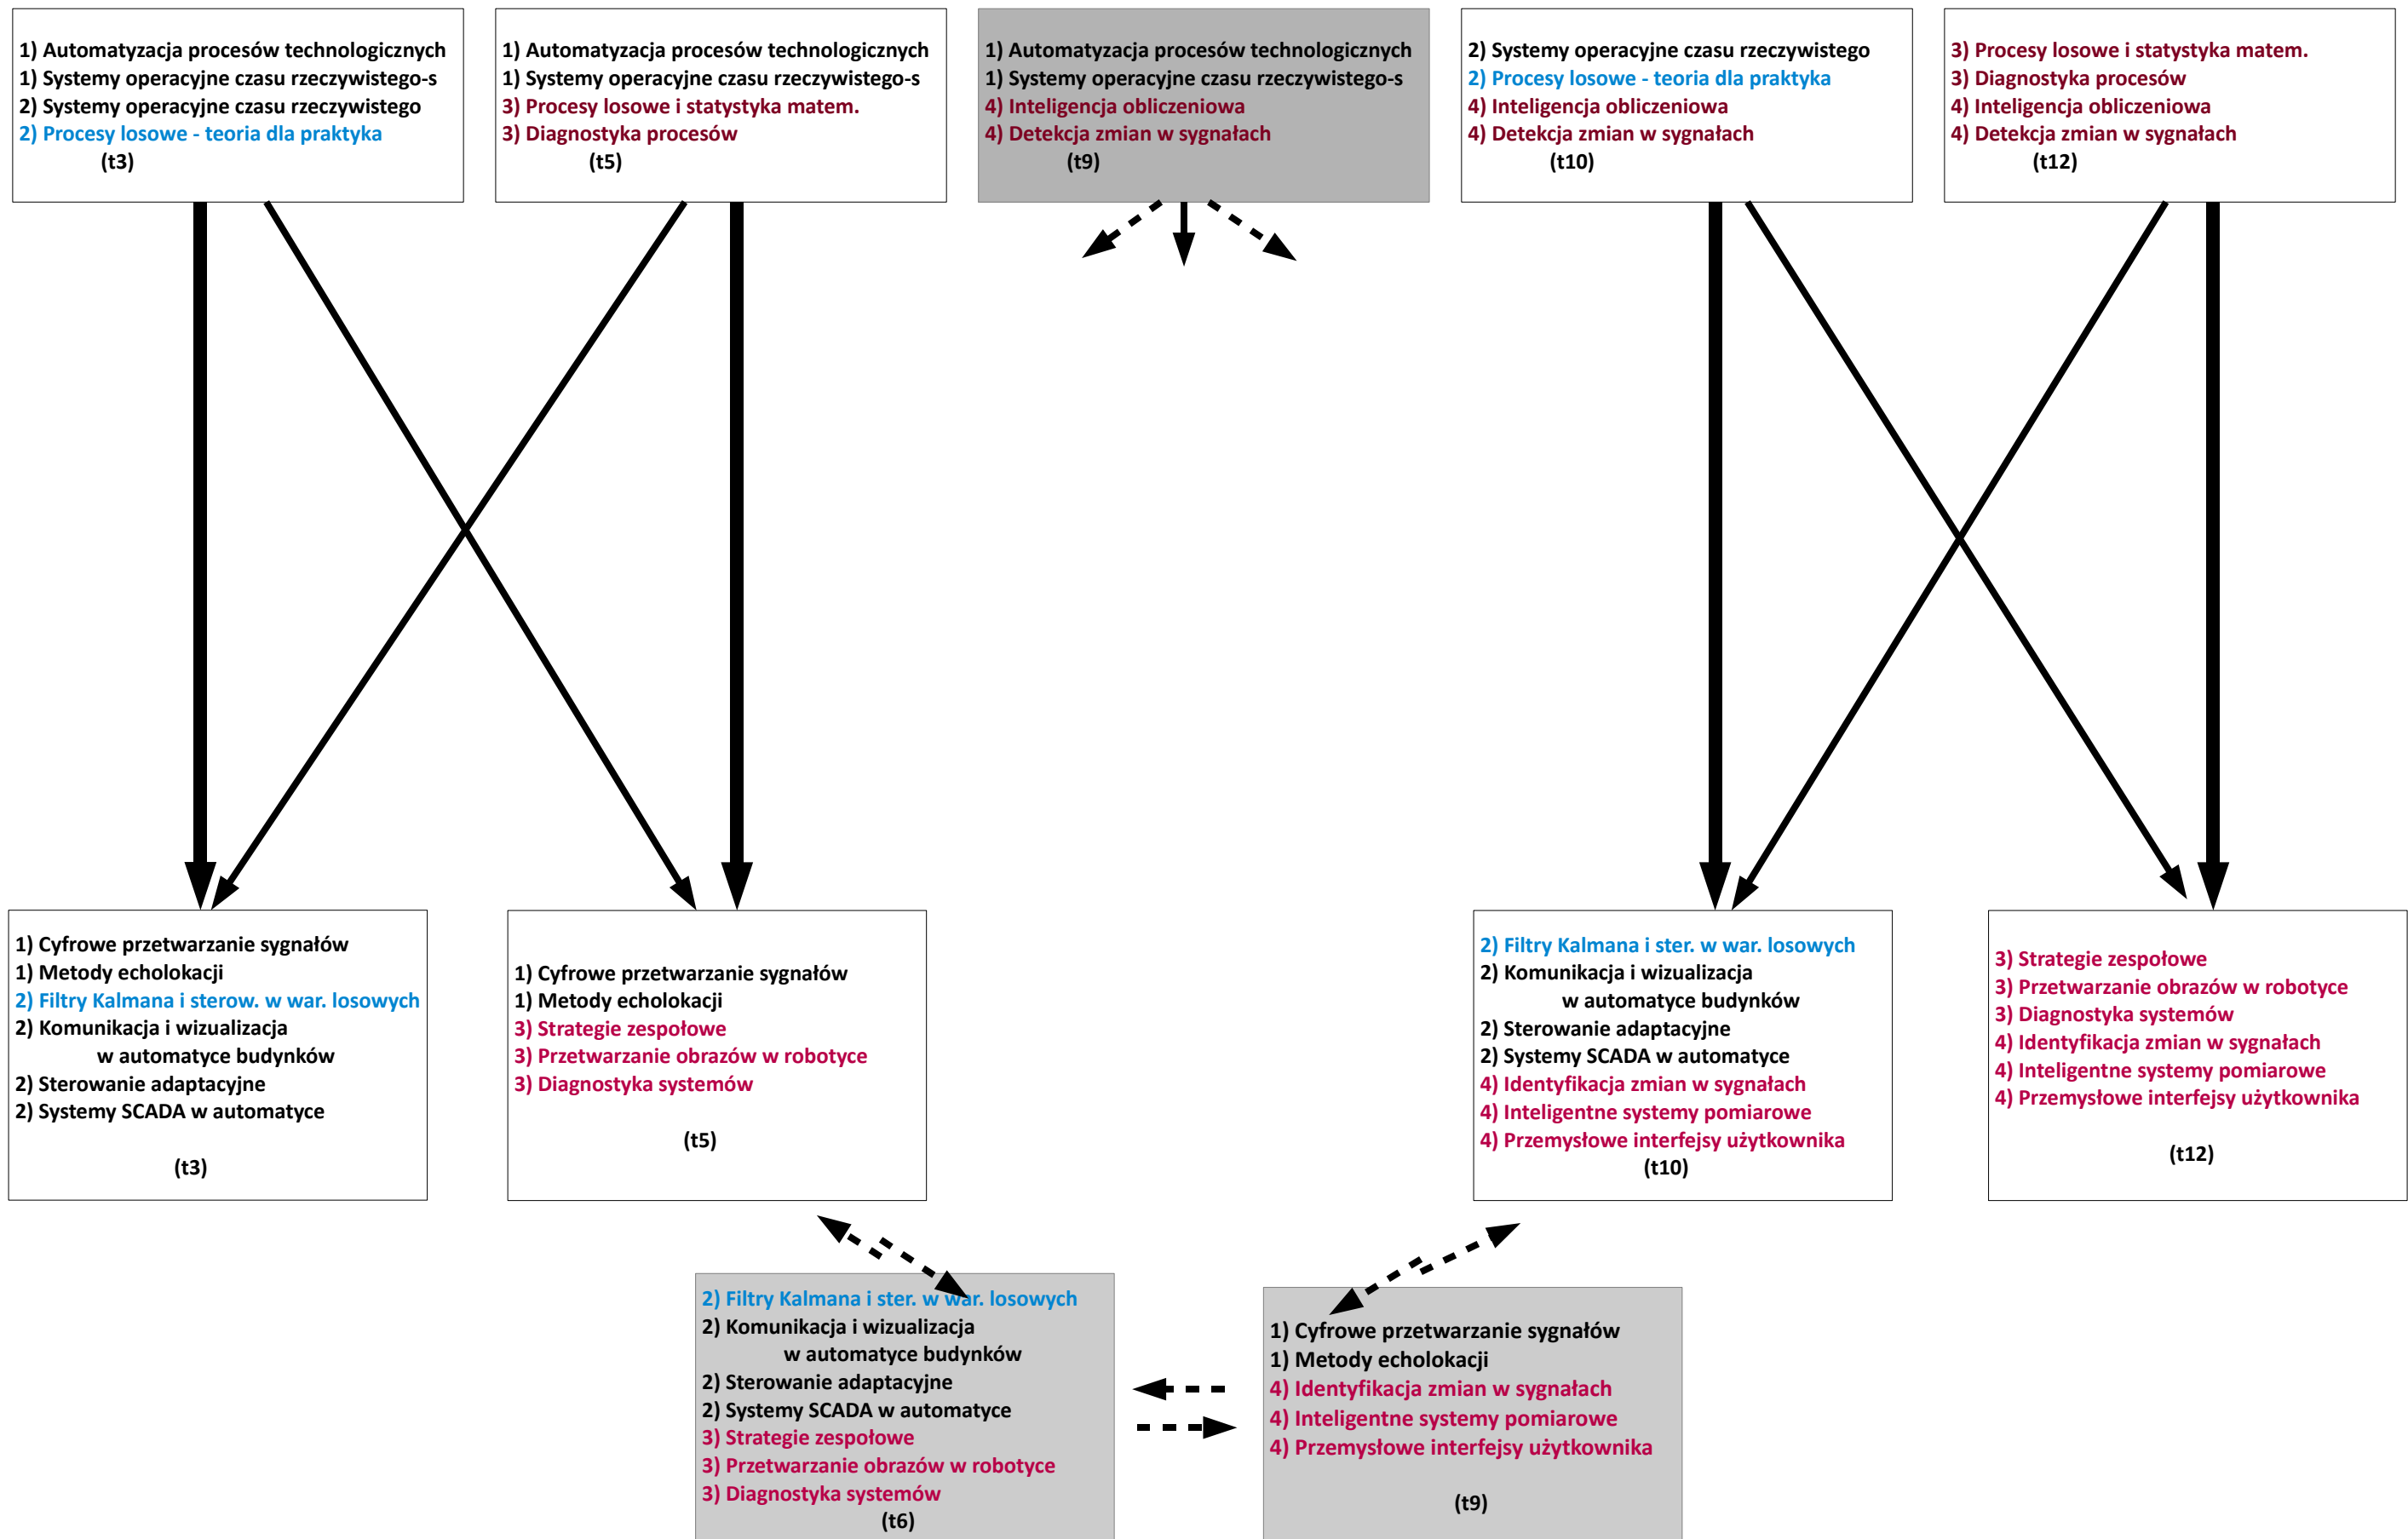 1) Automatyzacja procesów technologicznych
1) Systemy operacyjne czasu rzeczywistego-s
2) Systemy operacyjne czasu rzeczywistego
2) Procesy losowe - teoria dla praktyka
(t3)
1) Automatyzacja procesów technologicznych
1) Systemy operacyjne czasu rzeczywistego-s
3) Procesy losowe i statystyka matem.
3) Diagnostyka procesów
(t5)
1) Automatyzacja procesów technologicznych
1) Systemy operacyjne czasu rzeczywistego-s
4) Inteligencja obliczeniowa
4) Detekcja zmian w sygnałach
(t9)
2) Systemy operacyjne czasu rzeczywistego
2) Procesy losowe - teoria dla praktyka
4) Inteligencja obliczeniowa
4) Detekcja zmian w sygnałach
(t10)
3) Procesy losowe i statystyka matem.
3) Diagnostyka procesów
4) Inteligencja obliczeniowa
4) Detekcja zmian w sygnałach
(t12)
1) Cyfrowe przetwarzanie sygnałów
1) Metody echolokacji
2) Filtry Kalmana i sterow. w war. losowych
2) Komunikacja i wizualizacja
w automatyce budynków
2) Sterowanie adaptacyjne
2) Systemy SCADA w automatyce
(t3)
1) Cyfrowe przetwarzanie sygnałów
1) Metody echolokacji
3) Strategie zespołowe
3) Przetwarzanie obrazów w robotyce
3) Diagnostyka systemów
(t5)
2) Filtry Kalmana i ster. w war. losowych
2) Komunikacja i wizualizacja
w automatyce budynków
2) Sterowanie adaptacyjne
2) Systemy SCADA w automatyce
4) Identyfikacja zmian w sygnałach
4) Inteligentne systemy pomiarowe
4) Przemysłowe interfejsy użytkownika
(t10)
3) Strategie zespołowe
3) Przetwarzanie obrazów w robotyce
3) Diagnostyka systemów
4) Identyfikacja zmian w sygnałach
4) Inteligentne systemy pomiarowe
4) Przemysłowe interfejsy użytkownika
(t12)
2) Filtry Kalmana i ster. w war. losowych
2) Komunikacja i wizualizacja
w automatyce budynków
2) Sterowanie adaptacyjne
2) Systemy SCADA w automatyce
3) Strategie zespołowe
3) Przetwarzanie obrazów w robotyce
3) Diagnostyka systemów
(t6)
1) Cyfrowe przetwarzanie sygnałów
1) Metody echolokacji
4) Identyfikacja zmian w sygnałach
4) Inteligentne systemy pomiarowe
4) Przemysłowe interfejsy użytkownika
(t9)